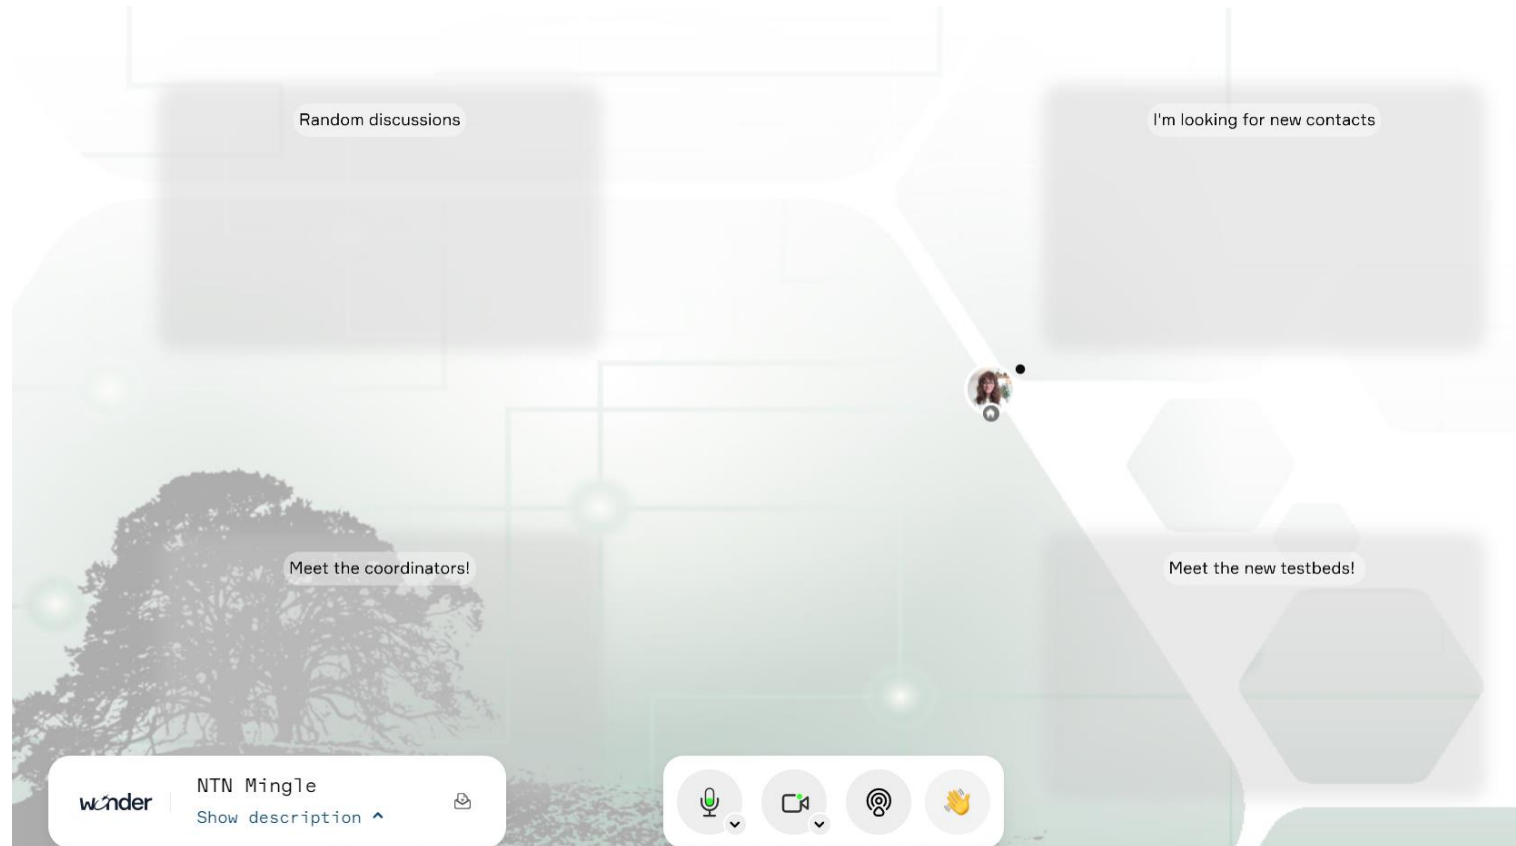 Random discussions
I'm looking for new contacts
Meet the coordinators!
Meet the new testbeds!
wonder
NTN Mingle
Show description